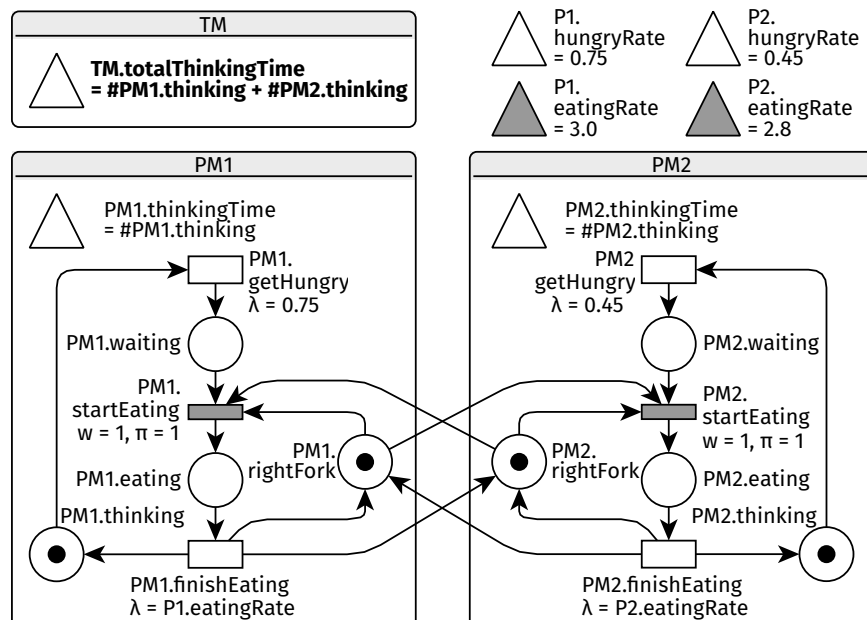 TM
TM.totalThinkingTime
= #PM1.thinking + #PM2.thinking
P1.
hungryRate
= 0.75
P2.
hungryRate
= 0.45
P1.
eatingRate
= 3.0
P2.
eatingRate
= 2.8
PM1
PM1.thinkingTime
= #PM1.thinking
PM1.
getHungry
λ = 0.75
PM1.waiting
PM1.
startEating
w = 1, π = 1
PM1.
rightFork
PM1.eating
PM1.thinking
PM1.finishEating
λ = P1.eatingRate
PM2
PM2.thinkingTime
= #PM2.thinking
PM2
getHungry
λ = 0.45
PM2.waiting
PM2.
startEating
w = 1, π = 1
PM2.
rightFork
PM2.eating
PM2.thinking
PM2.finishEating
λ = P2.eatingRate